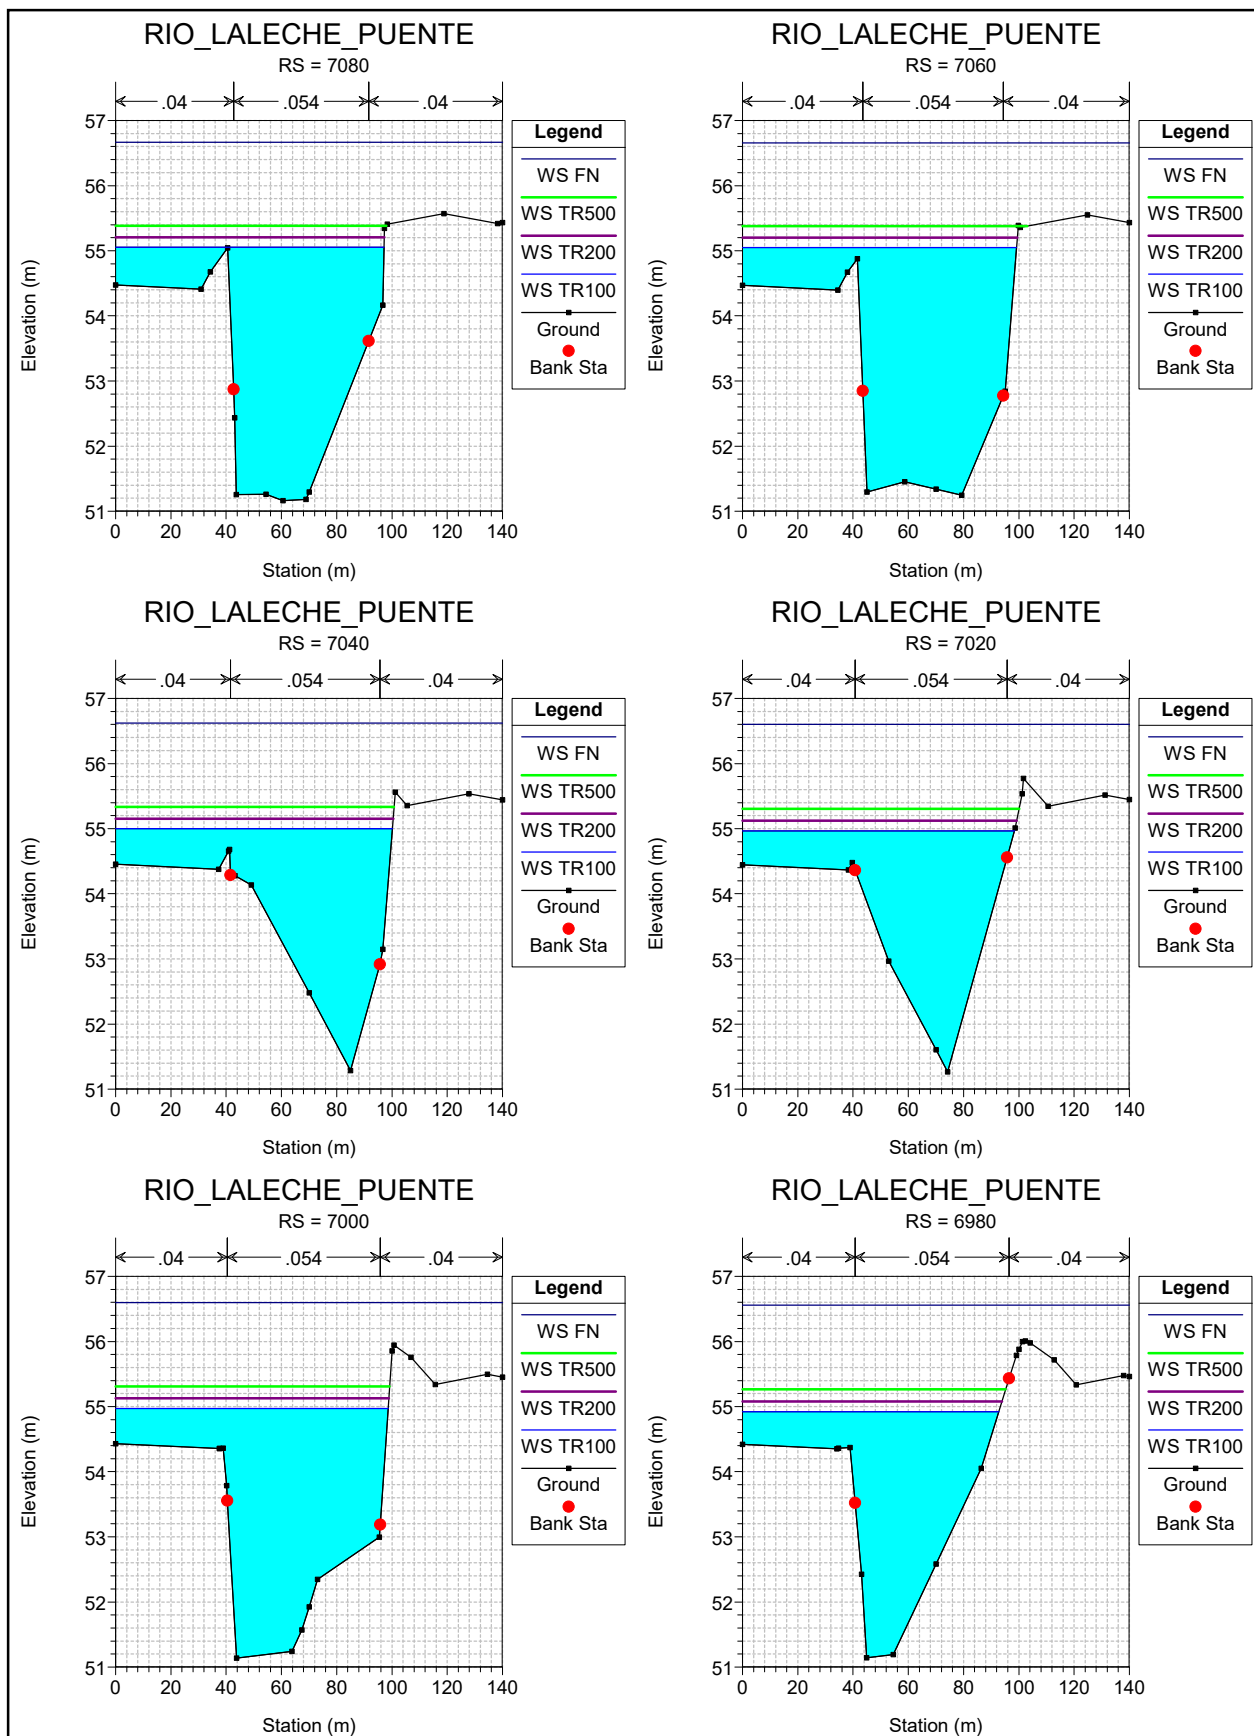 RIO_LALECHE_PUENTE
RS = 7080
.04 .054 .04
57
56
55
54
53
52
51
Elevation (m)
0 20 40 60 80 100 120 140
Station (m)
Legend
WS FN
WS TR500
WS TR200
WS TR100
Ground
Bank Sta
RIO_LALECHE_PUENTE
RS = 7060
.04 .054 .04
57
56
55
54
53
52
51
Elevation (m)
0 20 40 60 80 100 120 140
Station (m)
Legend
WS FN
WS TR500
WS TR200
WS TR100
Ground
Bank Sta
RIO_LALECHE_PUENTE
RS = 7040
.04 .054 .04
57
56
55
54
53
52
51
Elevation (m)
0 20 40 60 80 100 120 140
Station (m)
Legend
WS FN
WS TR500
WS TR200
WS TR100
Ground
Bank Sta
RIO_LALECHE_PUENTE
RS = 7020
.04 .054 .04
57
56
55
54
53
52
51
Elevation (m)
0 20 40 60 80 100 120 140
Station (m)
Legend
WS FN
WS TR500
WS TR200
WS TR100
Ground
Bank Sta
RIO_LALECHE_PUENTE
RS = 7000
.04 .054 .04
57
56
55
54
53
52
51
Elevation (m)
0 20 40 60 80 100 120 140
Station (m)
Legend
WS FN
WS TR500
WS TR200
WS TR100
Ground
Bank Sta
RIO_LALECHE_PUENTE
RS = 6980
.04 .054 .04
57
56
55
54
53
52
51
Elevation (m)
0 20 40 60 80 100 120 140
Station (m)
Legend
WS FN
WS TR500
WS TR200
WS TR100
Ground
Bank Sta